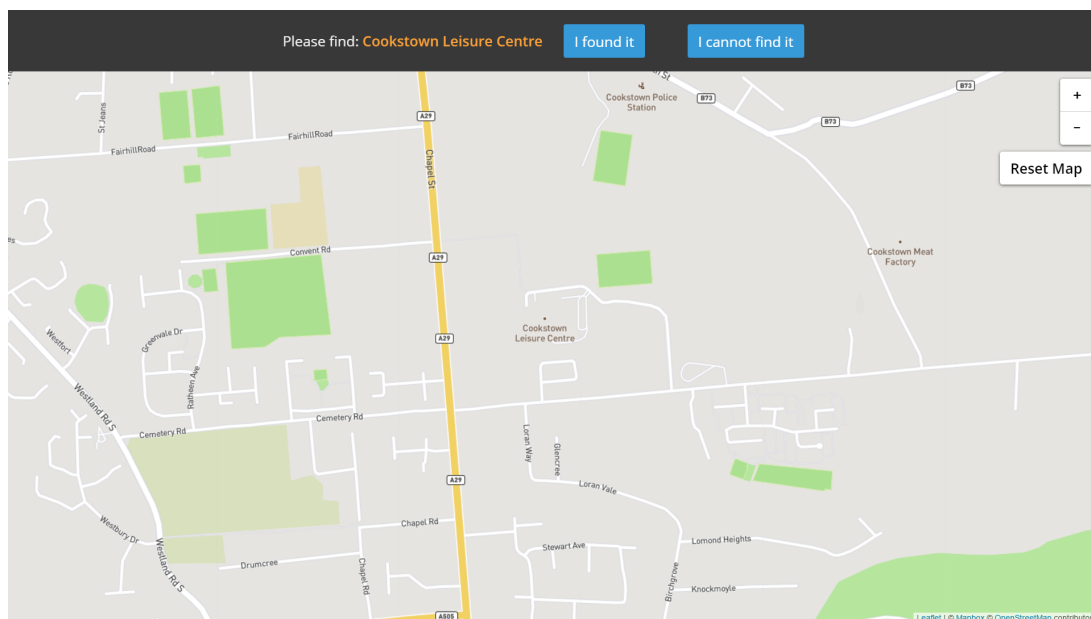 Please find: Cookstown Leisure Centre
I found it
I cannot find it
+
−
Reset Map
Cookstown Police
Station
B73
B73
B73
St Jeans
A29
FairhillRoad
FairhillRoad
Chapel St
Convent Rd
A29
Cookstown Meat
Factory
Cookstown
Leisure Centre
Westfort
Greenvale Dr
A29
Ratheen Ave
Westland Rd S
Cemetery Rd
Cemetery Rd
Loran Way
Glencree
A29
Loran Vale
Westbury Dr
Chapel Rd
Westland Rd S
Drumcree
Chapel Rd
Stewart Ave
Lomond Heights
Birchgrove
Knockmoyle
A505
Leaflet | © Mapbox © OpenStreetMap contributors